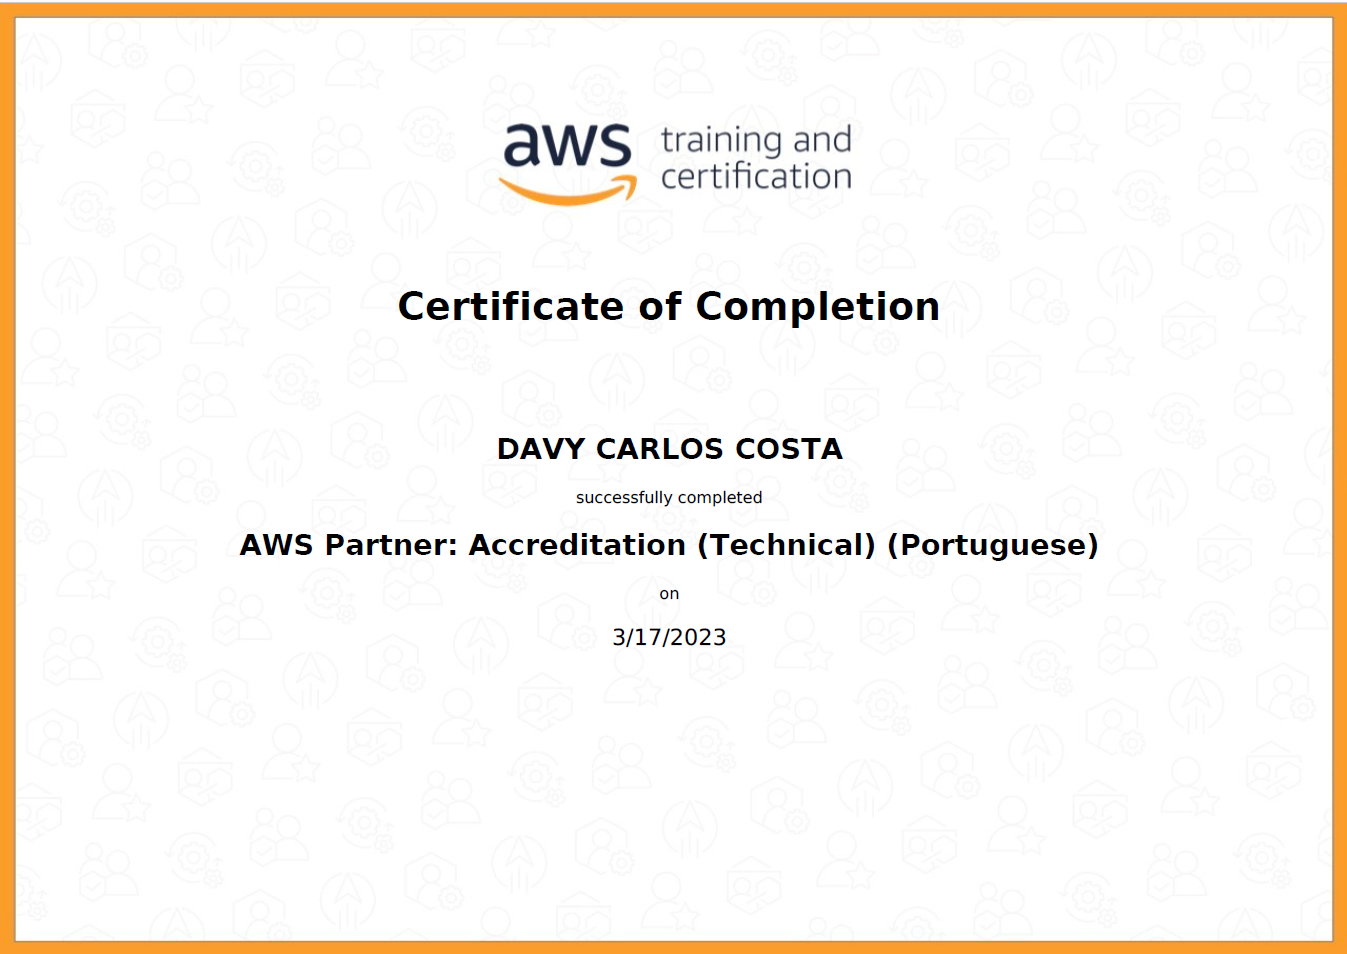 aws training and
certification
Certificate of Completion
DAVY CARLOS COSTA
successfully completed
AWS Partner: Accreditation (Technical) (Portuguese)
on
3/17/2023